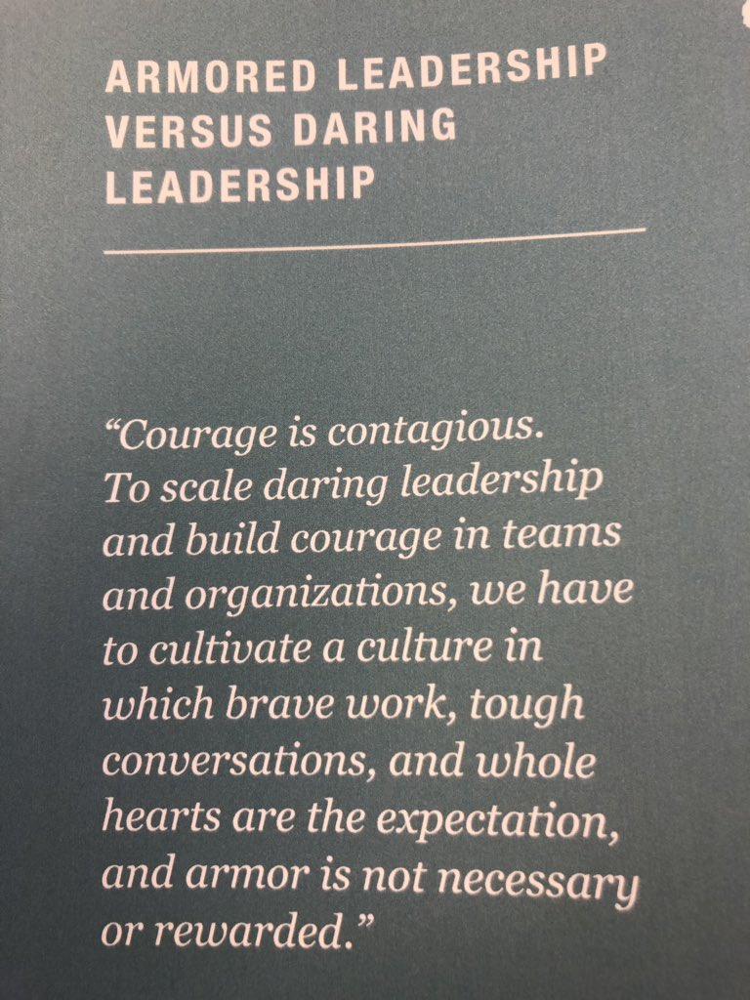 ARMORED LEADERSHIP
VERSUS DARING
LEADERSHIP
“Courage is contagious.
To scale daring leadership
and build courage in teams
and organizations, we have
to cultivate a culture in
which brave work, tough
conversations, and whole
hearts are the expectation,
and armor is not necessary
or rewarded.”